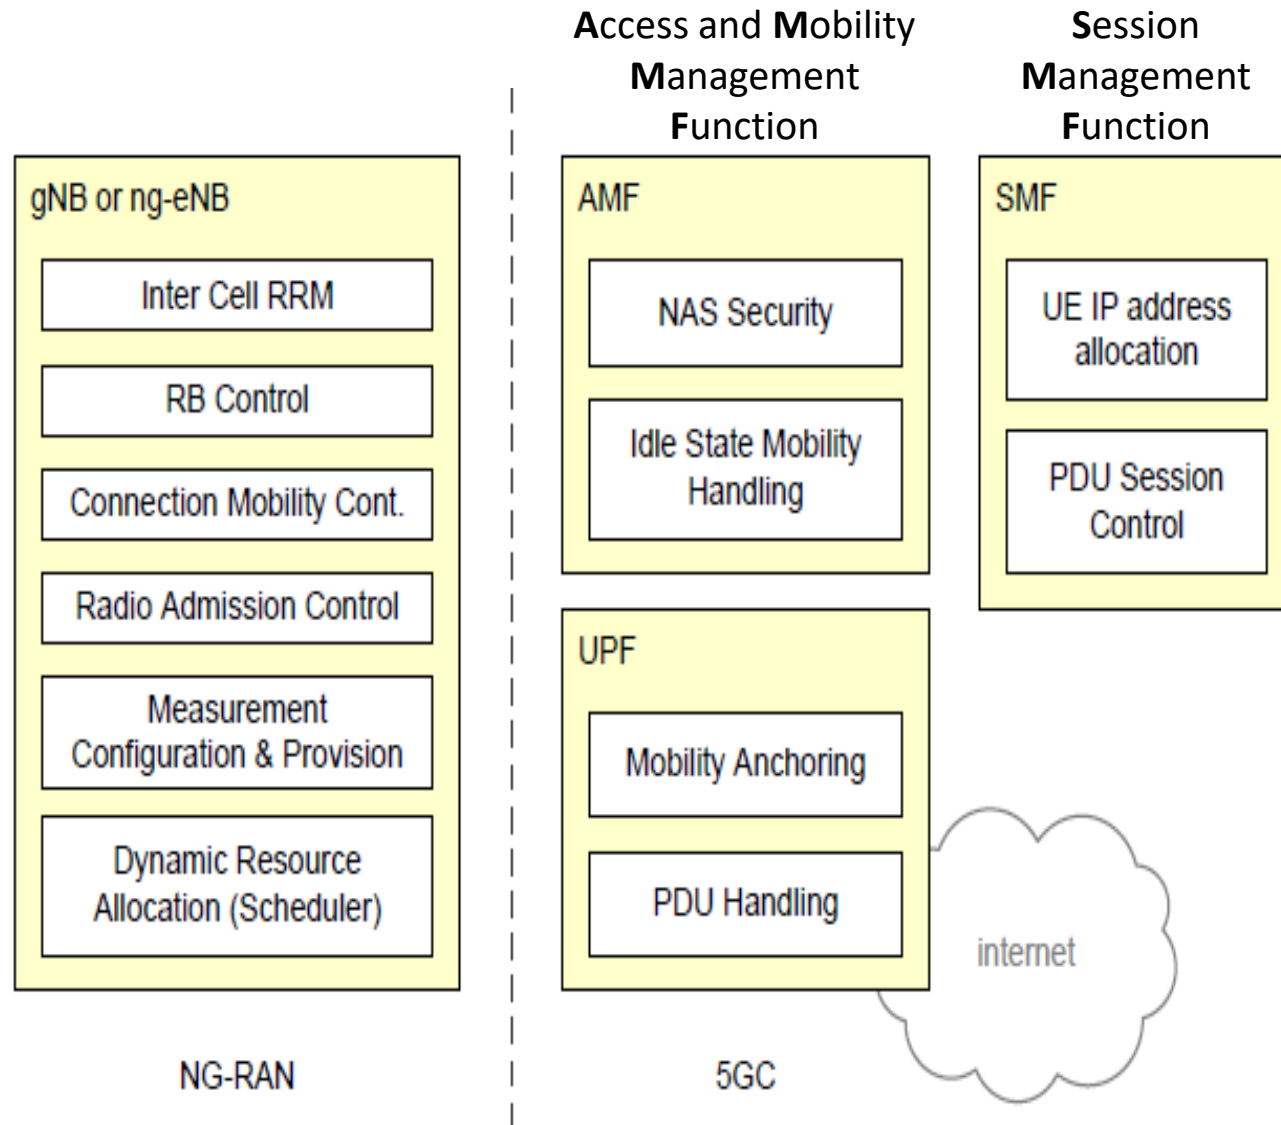 Access and Mobility
Management
Function
Session
Management
Function
gNB or ng-eNB
Inter Cell RRM
RB Control
Connection Mobility Cont.
Radio Admission Control
Measurement
Configuration & Provision
Dynamic Resource
Allocation (Scheduler)
NG-RAN
AMF
NAS Security
Idle State Mobility
Handling
SMF
UE IP address
allocation
PDU Session
Control
UPF
Mobility Anchoring
PDU Handling
internet
5GC